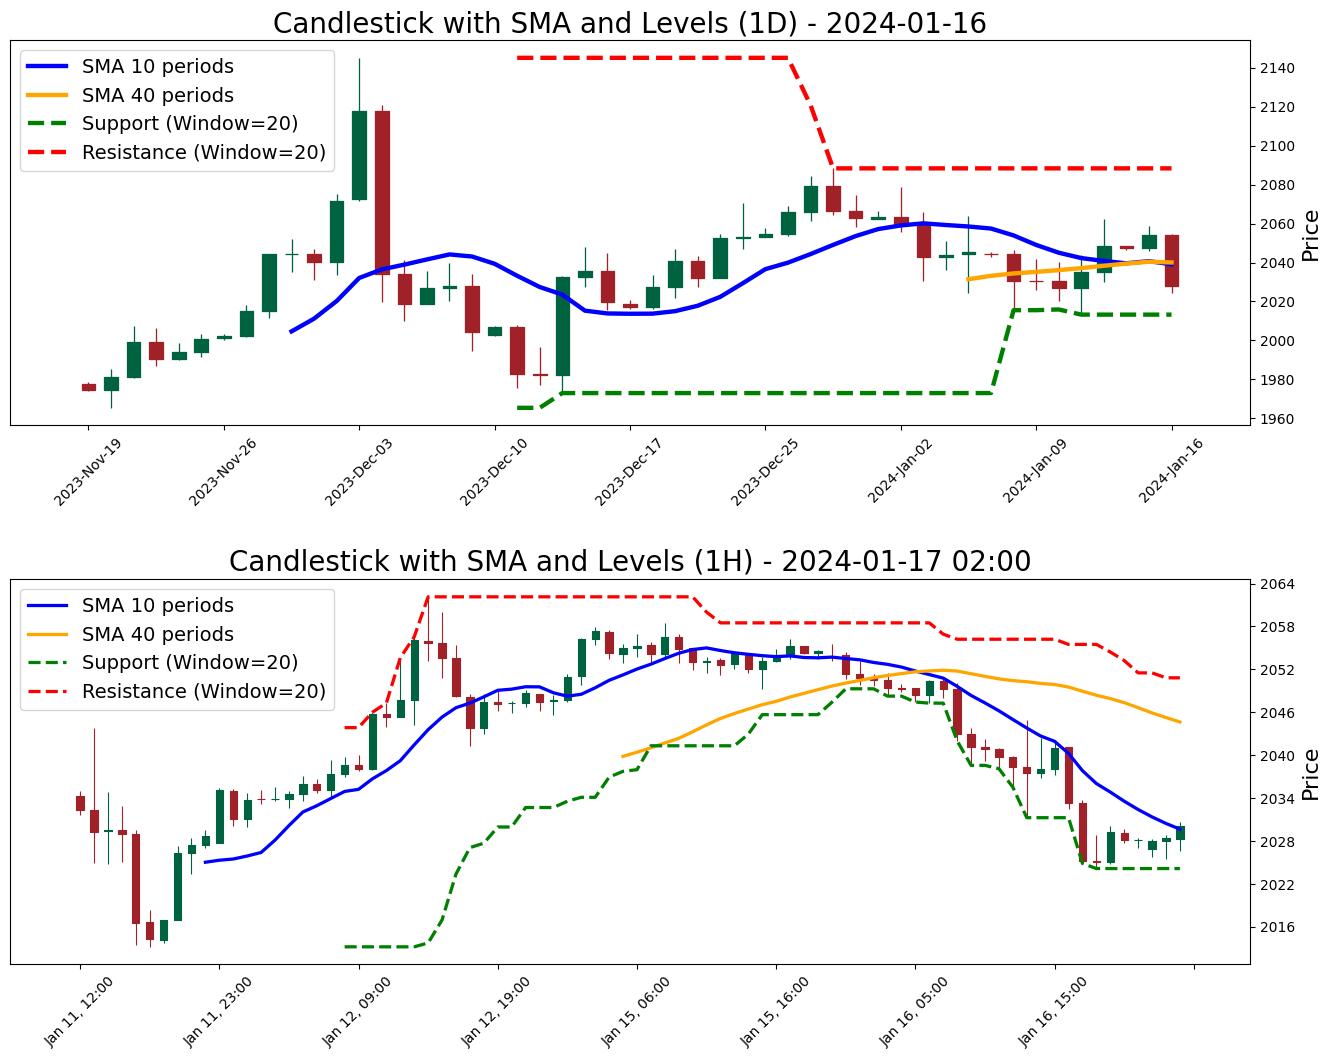 Candlestick with SMA and Levels (1D) - 2024-01-16
SMA 10 periods
SMA 40 periods
Support (Window=20)
Resistance (Window=20)
2140
2120
2100
2080
2060
2040
2020
2000
1980
1960
Price
2023-Nov-19
2023-Nov-26
2023-Dec-03
2023-Dec-10
2023-Dec-17
2023-Dec-25
2024-Jan-02
2024-Jan-09
2024-Jan-16
Candlestick with SMA and Levels (1H) - 2024-01-17 02:00
SMA 10 periods
SMA 40 periods
Support (Window=20)
Resistance (Window=20)
2064
2058
2052
2046
2040
2034
2028
2022
2016
Price
Jan 11, 12:00
Jan 11, 23:00
Jan 12, 09:00
Jan 12, 19:00
Jan 15, 06:00
Jan 15, 16:00
Jan 16, 05:00
Jan 16, 15:00